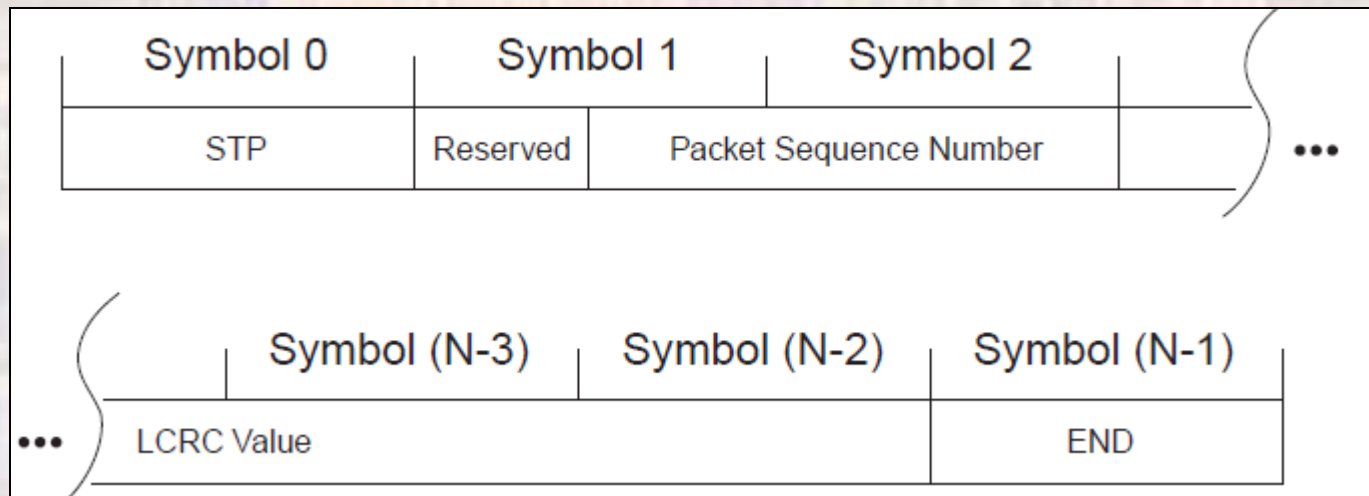 Symbol 0 Symbol 1 Symbol 2
STP Reserved Packet Sequence Number •••
Symbol (N-3) Symbol (N-2) Symbol (N-1)
••• LCRC Value END